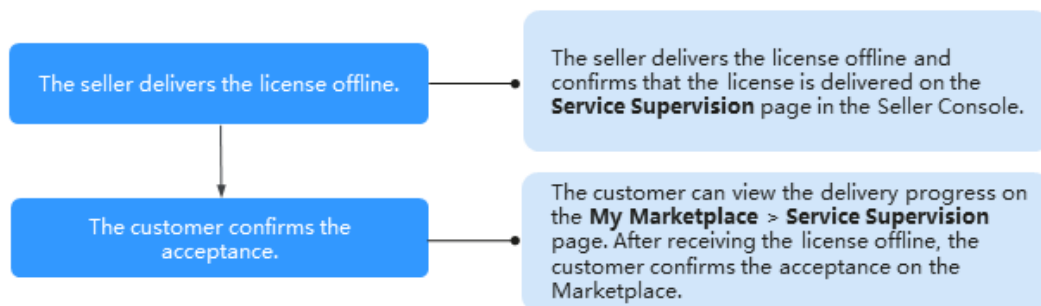 The seller delivers the license offline.
The seller delivers the license offline and
confirms that the license is delivered on the
Service Supervision page in the Seller Console.
The customer confirms the
acceptance.
The customer can view the delivery progress on
the My Marketplace > Service Supervision
page. After receiving the license offline, the
customer confirms the acceptance on the
Marketplace.